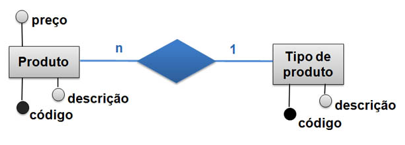 preço
n
1
Produto
Tipo de
produto
descrição
código
descrição
código